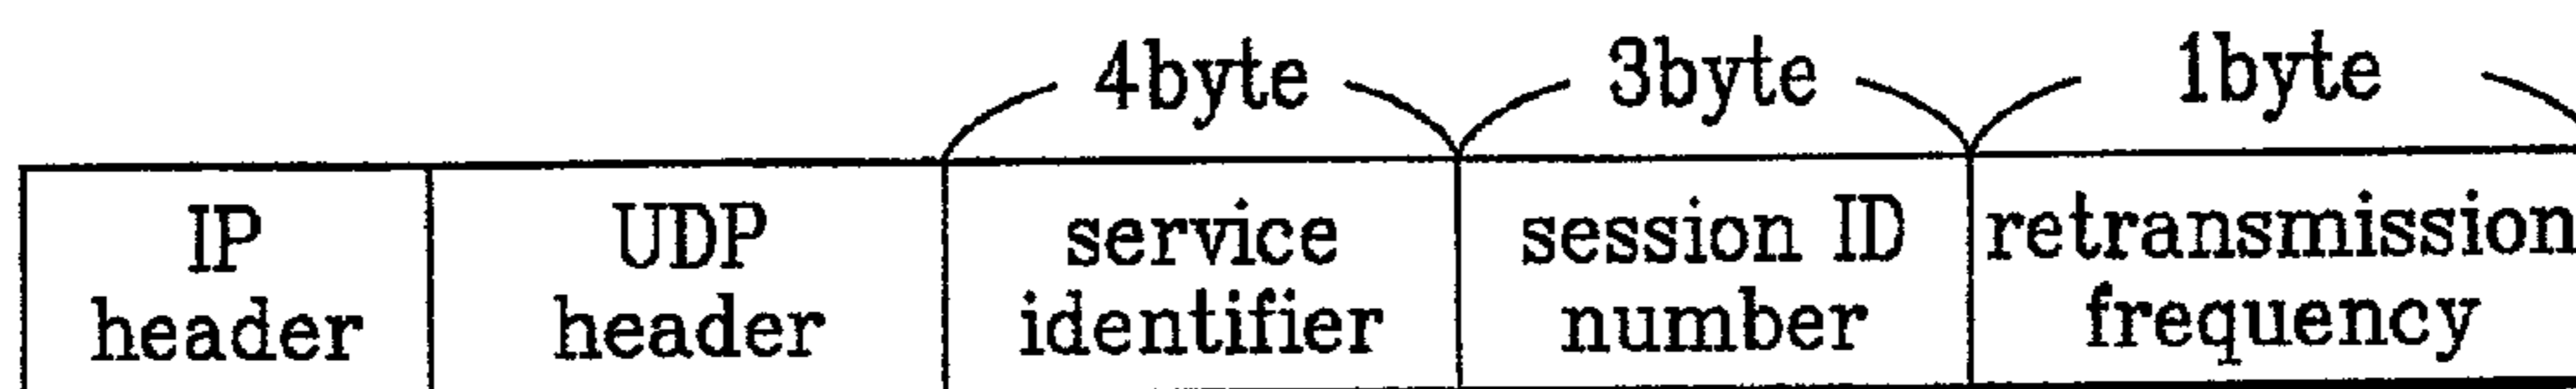 4byte 3byte 1byte
IP UDP service session ID retransmission
header header identifier number frequency